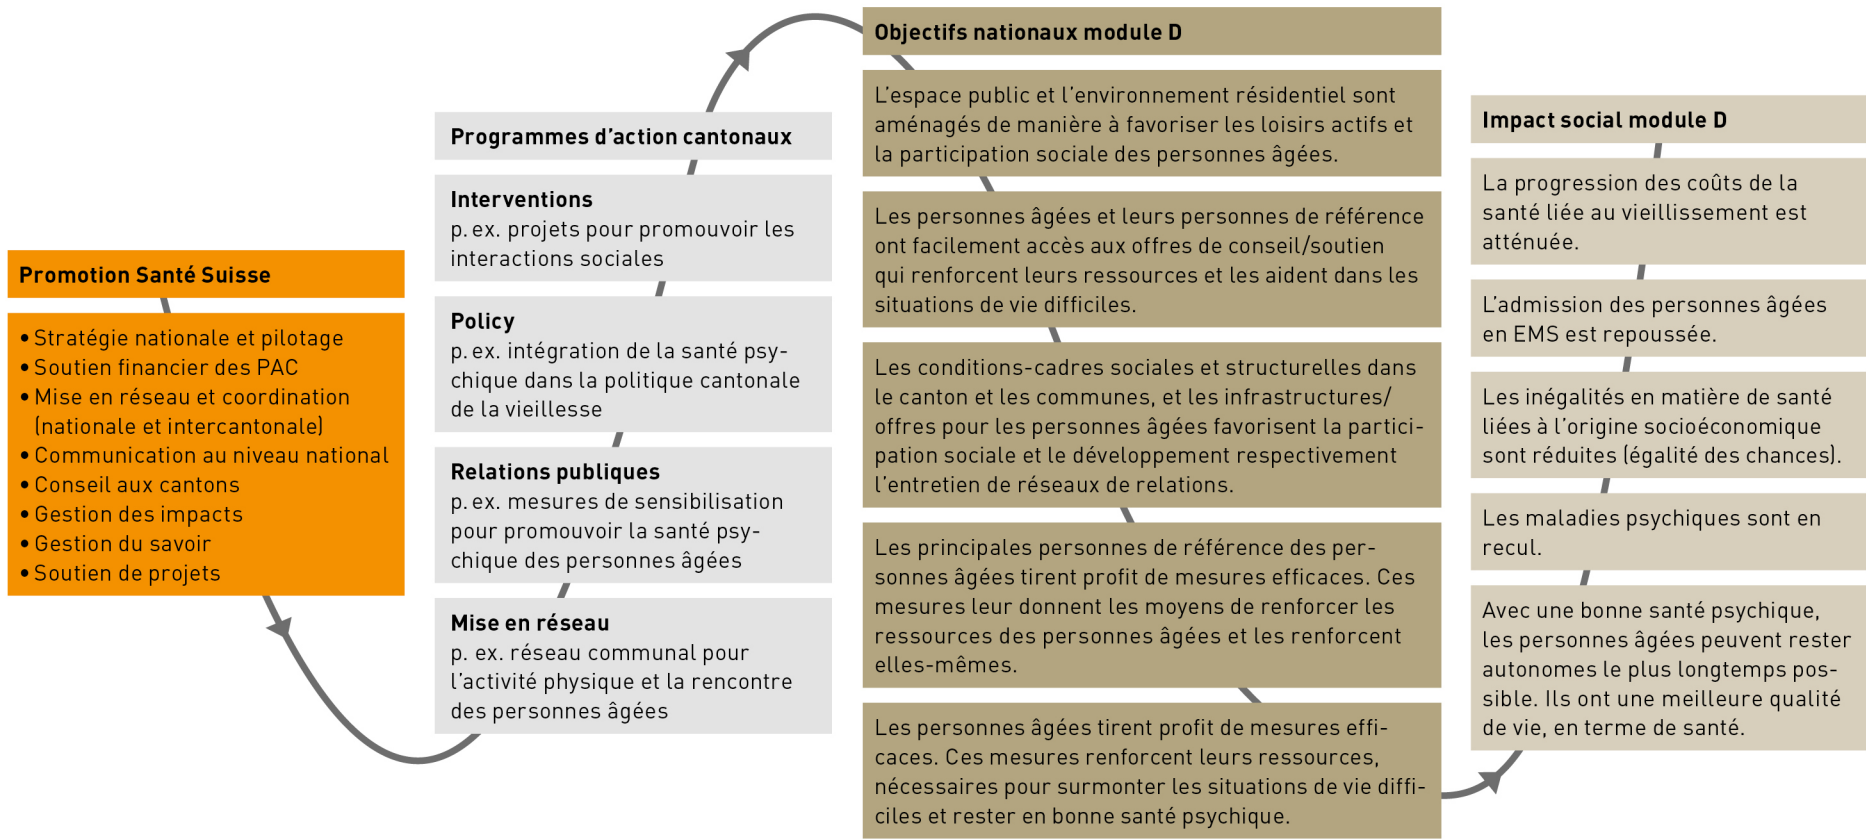 Promotion Santé Suisse
• Stratégie nationale et pilotage
• Soutien financier des PAC
• Mise en réseau et coordination
(nationale et intercantonale)
• Communication au niveau national
• Conseil aux cantons
• Gestion des impacts
• Gestion du savoir
• Soutien de projets
Programmes d’action cantonaux
Interventions
p. ex. projets pour promouvoir les
interactions sociales
Policy
p. ex. intégration de la santé psy-
chique dans la politique cantonale
de la vieillesse
Relations publiques
p. ex. mesures de sensibilisation
pour promouvoir la santé psy-
chique des personnes âgées
Mise en réseau
p. ex. réseau communal pour
l’activité physique et la rencontre
des personnes âgées
Objectifs nationaux module D
L’espace public et l’environnement résidentiel sont
aménagés de manière à favoriser les loisirs actifs et
la participation sociale des personnes âgées.
Les personnes âgées et leurs personnes de référence
ont facilement accès aux offres de conseil/soutien
qui renforcent leurs ressources et les aident dans les
situations de vie difficiles.
Les conditions-cadres sociales et structurelles dans
le canton et les communes, et les infrastructures/
offres pour les personnes âgées favorisent la partici-
pation sociale et le développement respectivement
l’entretien de réseaux de relations.
Les principales personnes de référence des per-
sonnes âgées tirent profit de mesures efficaces. Ces
mesures leur donnent les moyens de renforcer les
ressources des personnes âgées et les renforcent
elles-mêmes.
Les personnes âgées tirent profit de mesures effi-
caces. Ces mesures renforcent leurs ressources,
nécessaires pour surmonter les situations de vie diffi-
ciles et rester en bonne santé psychique.
Impact social module D
La progression des coûts de la
santé liée au vieillissement est
atténuée.
L’admission des personnes âgées
en EMS est repoussée.
Les inégalités en matière de santé
liées à l’origine socioéconomique
sont réduites (égalité des chances).
Les maladies psychiques sont en
recul.
Avec une bonne santé psychique,
les personnes âgées peuvent rester
autonomes le plus longtemps pos-
sible. Ils ont une meilleure qualité
de vie, en terme de santé.